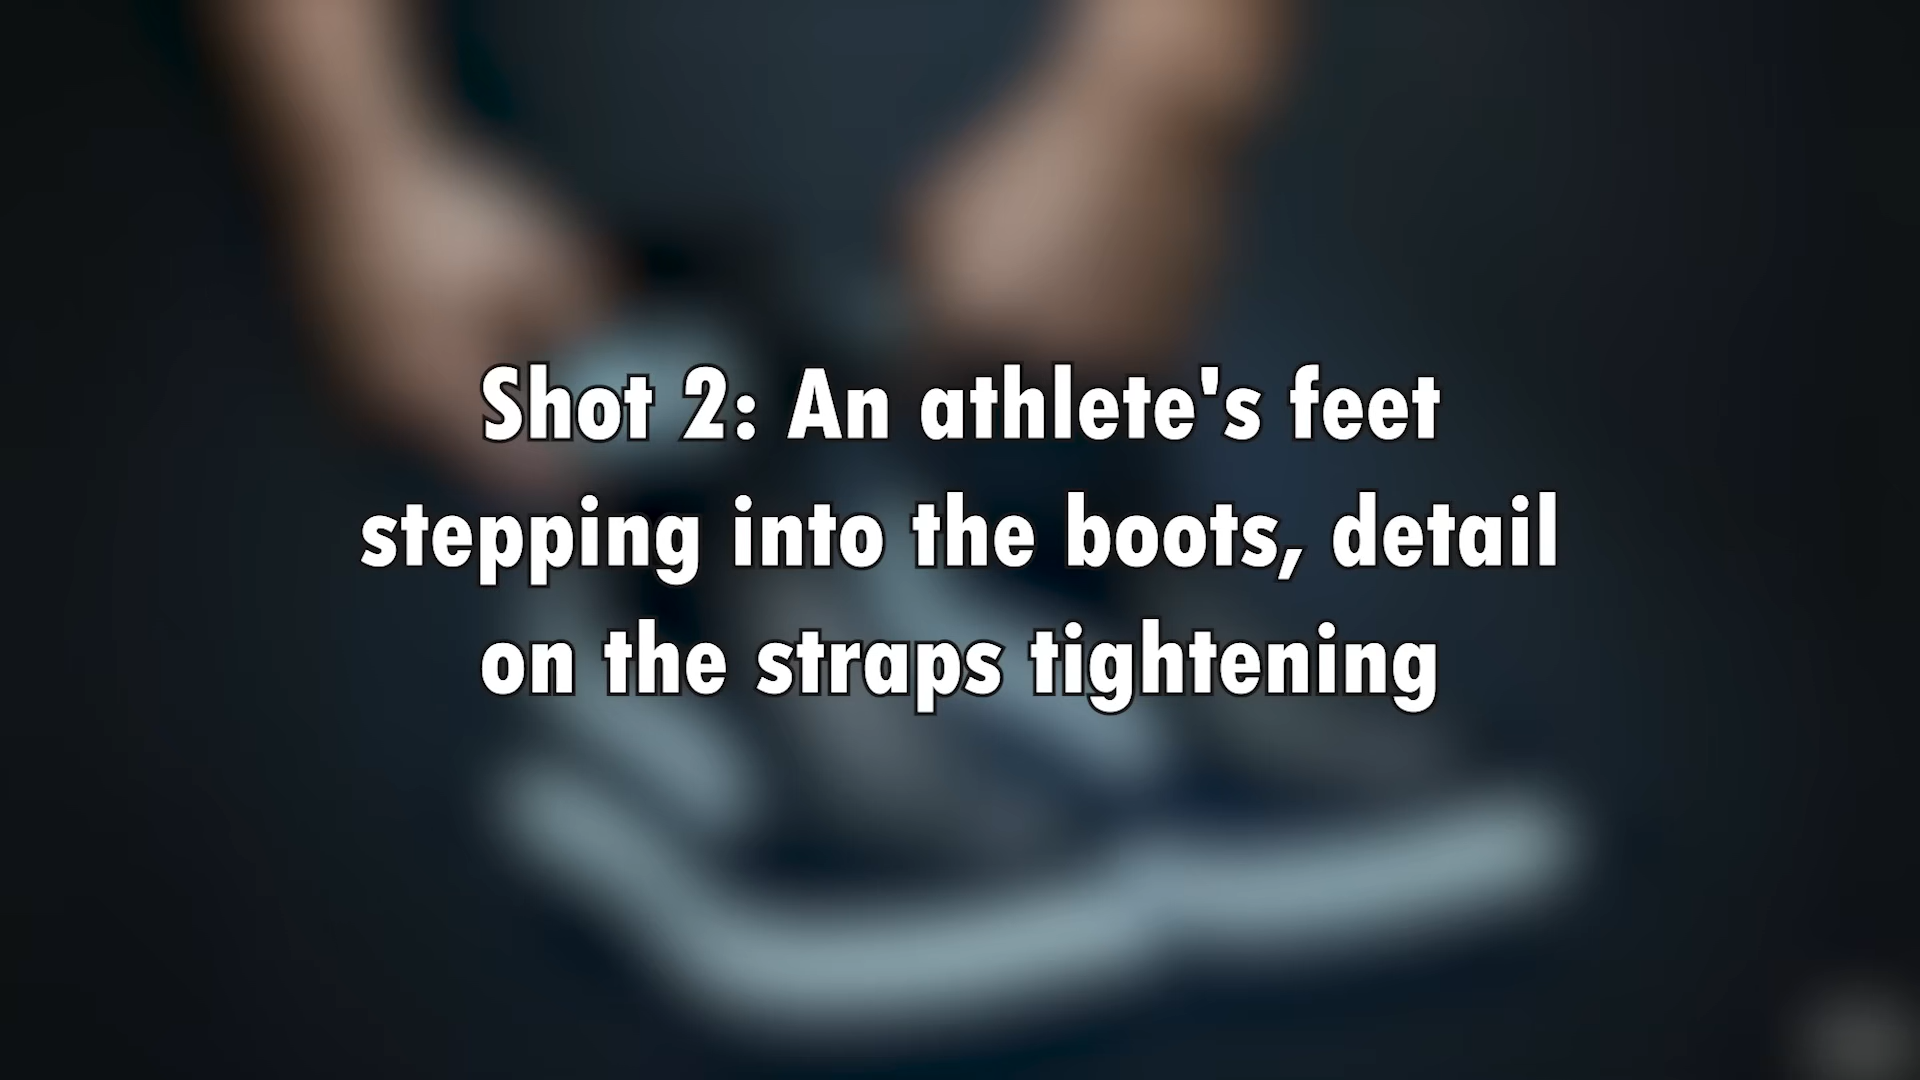 Shot 2: An athlete's feet
stepping into the boots, detail
on the straps tightening